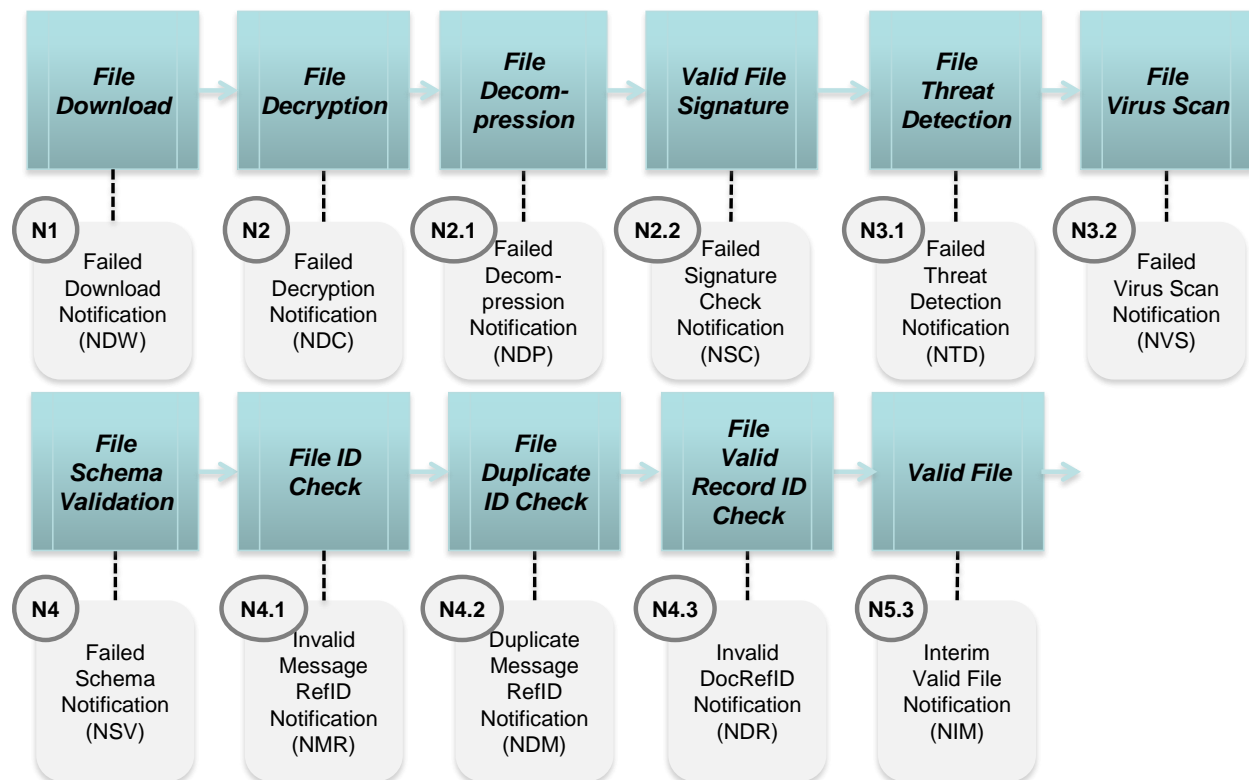 File
Download
File
Decryption
File
Decom-
pression
Valid File
Signature
File
Threat
Detection
File
Virus Scan
N1
Failed
Download
Notification
(NDW)
N2
Failed
Decryption
Notification
(NDC)
N2.1
Failed
Decom-
pression
Notification
(NDP)
N2.2
Failed
Signature
Check
Notification
(NSC)
N3.1
Failed
Threat
Detection
Notification
(NTD)
N3.2
Failed
Virus Scan
Notification
(NVS)
File
Schema
Validation
File ID
Check
File
Duplicate
ID Check
File
Valid
Record ID
Check
Valid File
N4
Failed
Schema
Notification
(NSV)
N4.1
Invalid
Message
RefID
Notification
(NMR)
N4.2
Duplicate
Message
RefID
Notification
(NDM)
N4.3
Invalid
DocRefID
Notification
(NDR)
N5.3
Interim
Valid File
Notification
(NIM)